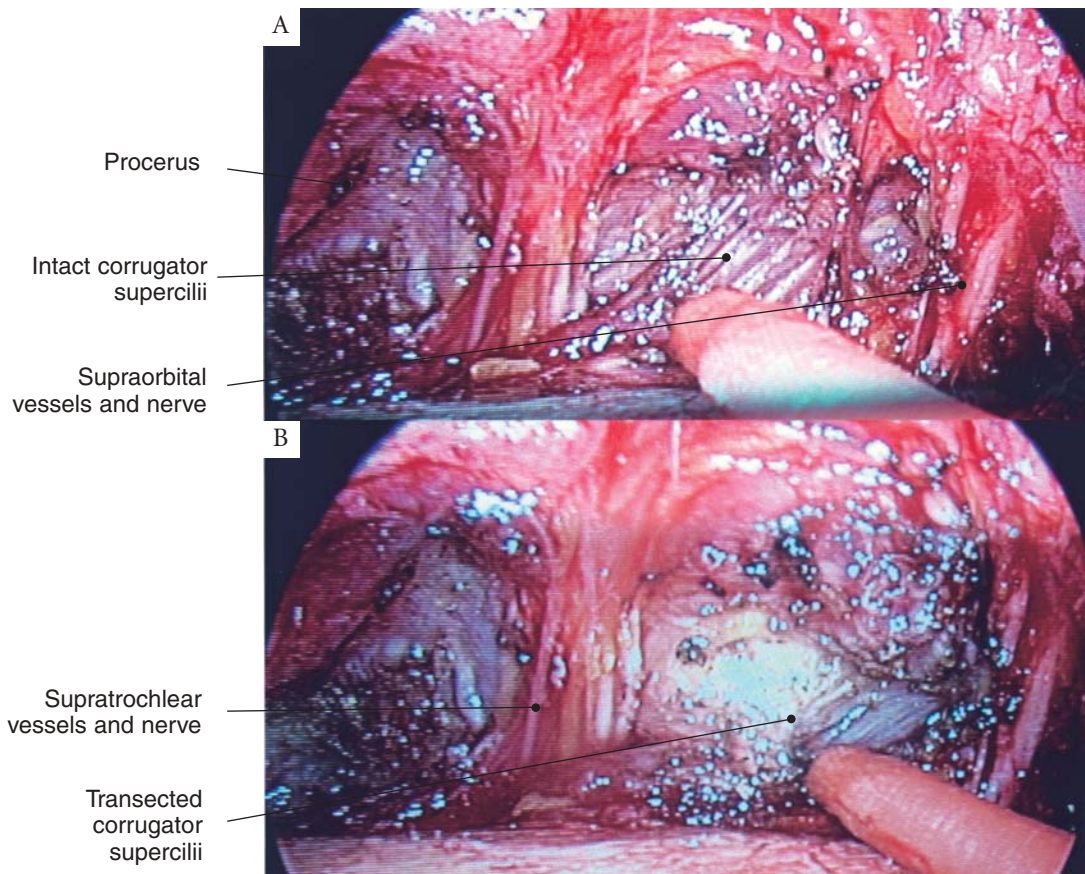 A
Procerus
Intact corrugator
supercilii
Supraorbital
vessels and nerve
B
Supratrochlear
vessels and nerve
Transected
corrugator
supercilii